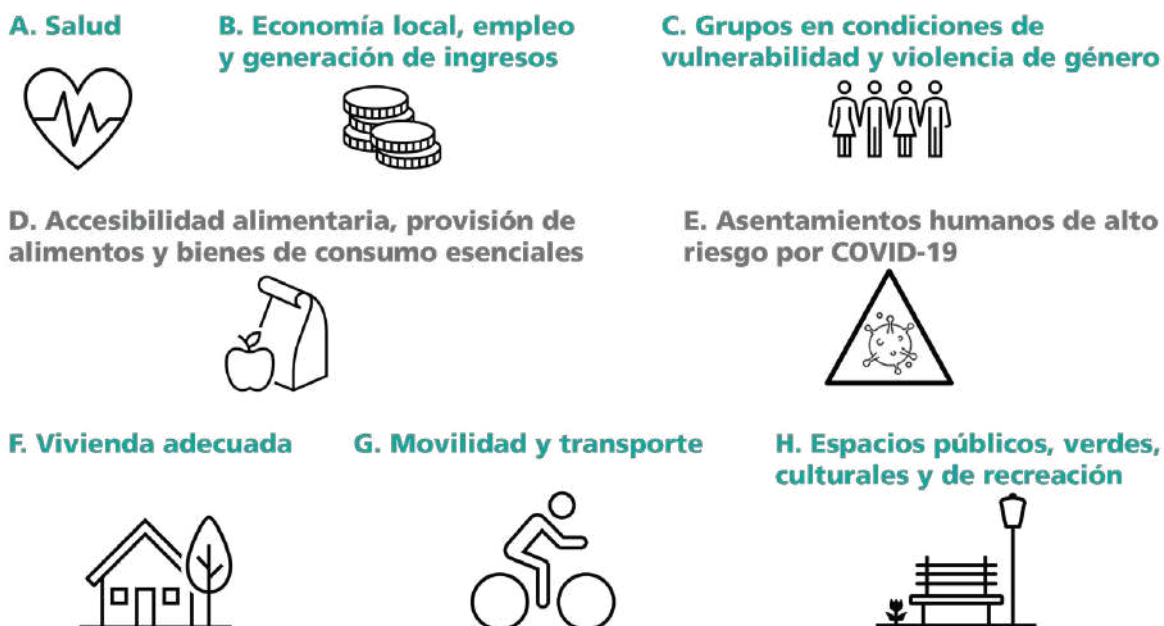 A. Salud
B. Economía local, empleo
y generación de ingresos
C. Grupos en condiciones de
vulnerabilidad y violencia de género
D. Accesibilidad alimentaria, provisión de
alimentos y bienes de consumo esenciales
E. Asentamientos humanos de alto
riesgo por COVID-19
F. Vivienda adecuada
G. Movilidad y transporte
H. Espacios públicos, verdes,
culturales y de recreación